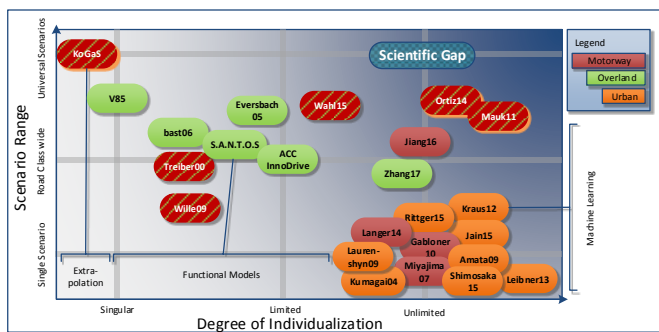 Scenario Range
Universal Scenarios
Road Class wide
Single Scenario
KoGaS
V85
Eversbach
05
Wahl15
Scientific Gap
Ortiz14
Mauk11
Legend
Motorway
Overland
Urban
bast06
S.A.N.T.O.S
ACC
InnoDrive
Treiber00
Wille09
Jiang16
Zhang17
Kraus12
Rittger15
Langer14
Gabloner
10
Jain15
Lauren-
shyn09
Miyajima
07
Amata09
Kumagai04
Shimosaka
15
Leibner13
Machine Learning
Extra-
polation
Functional Models
Singular
Limited
Unlimited
Degree of Individualization